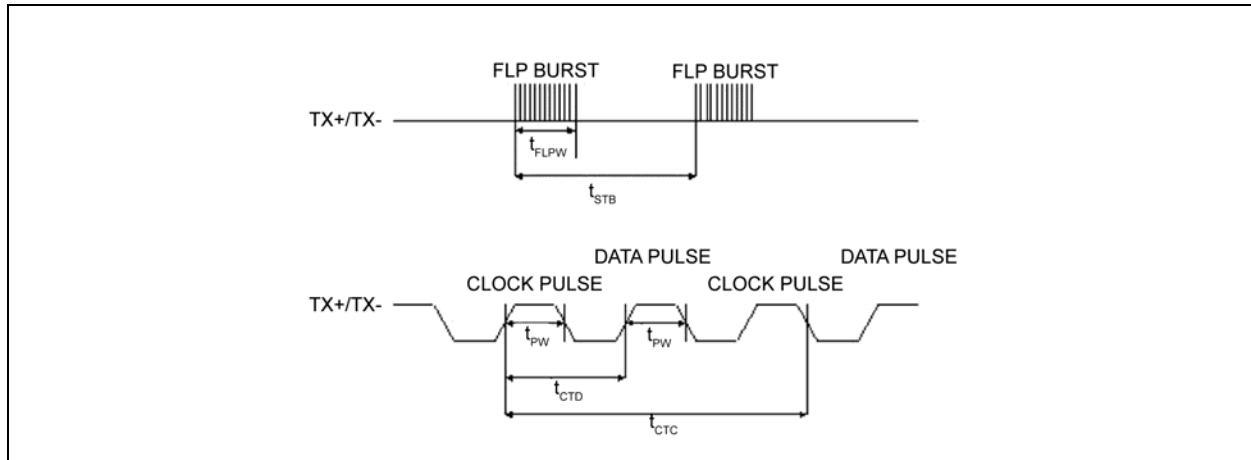 FLP BURST FLP BURST
TX+/TX-
tFLPW
tSTB
DATA PULSE DATA PULSE
CLOCK PULSE CLOCK PULSE
TX+/TX-
tPW tPW
tCTD
tCTC